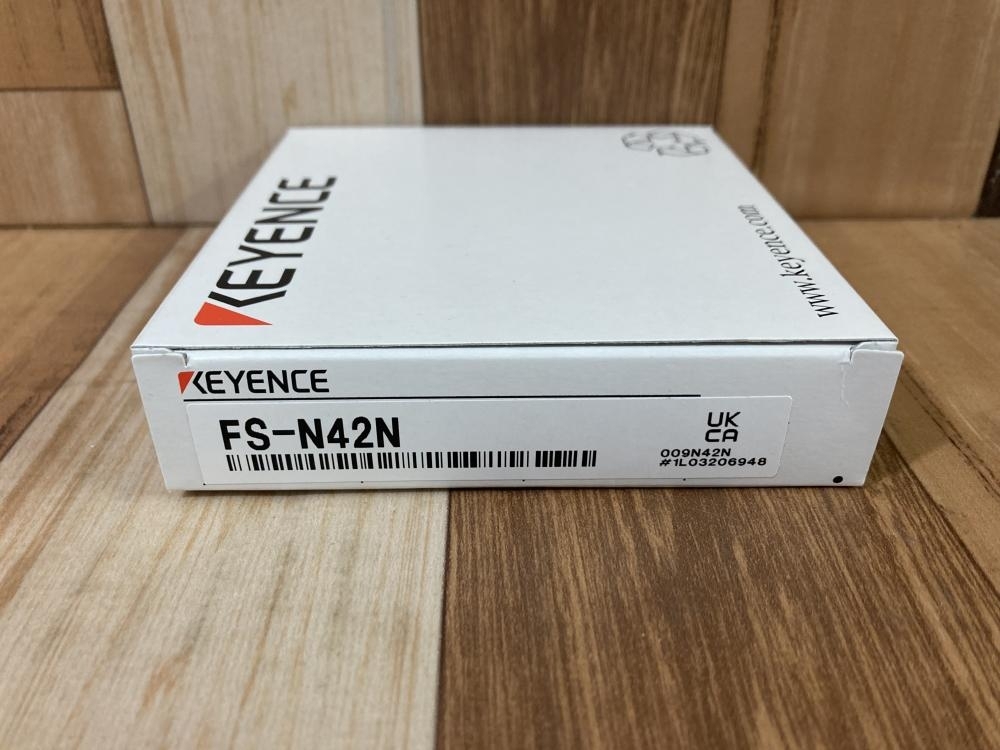 KEYENCE
www.keyence.com
KEYENCE
FS-N42N
UK
CA
009N42N
#1L03206948